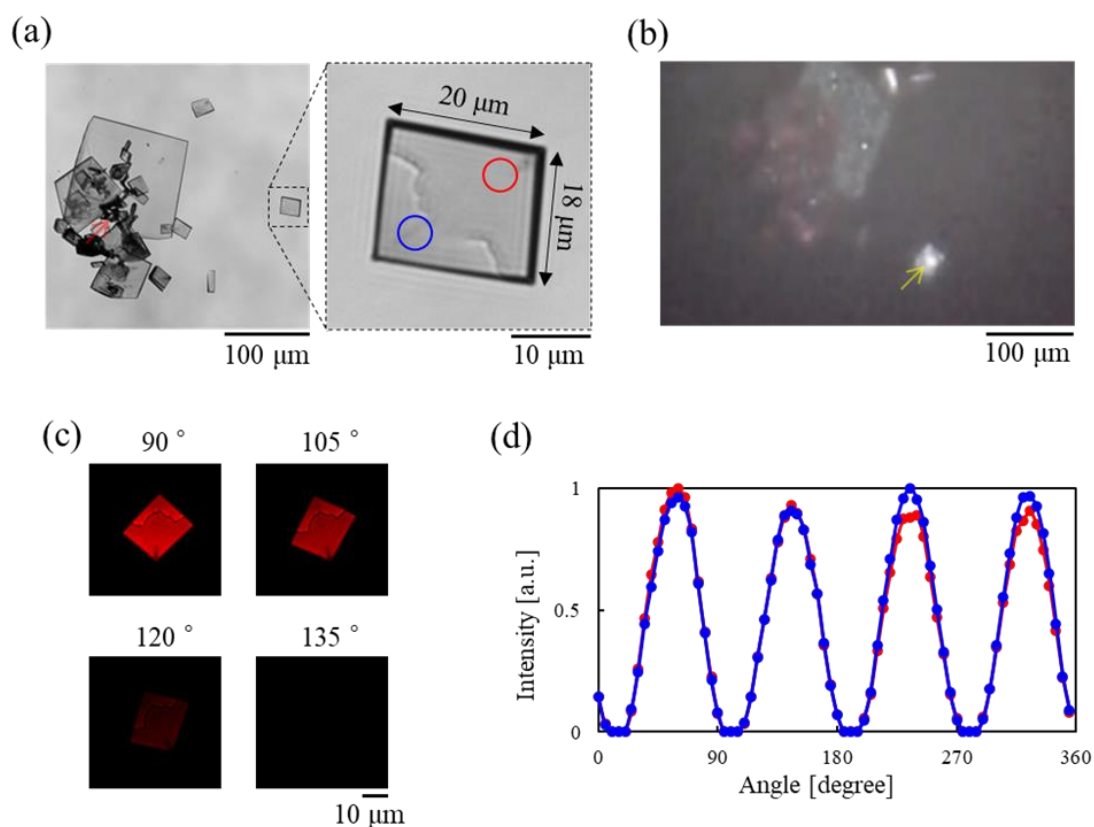 (a)
20 μm
18 μm
100 μm
10 μm
(b)
100 μm
(c)
90 °
105 °
120 °
135 °
10 μm
(d)
1
0.5
0
Intensity [a.u.]
0
90
180
270
360
Angle [degree]